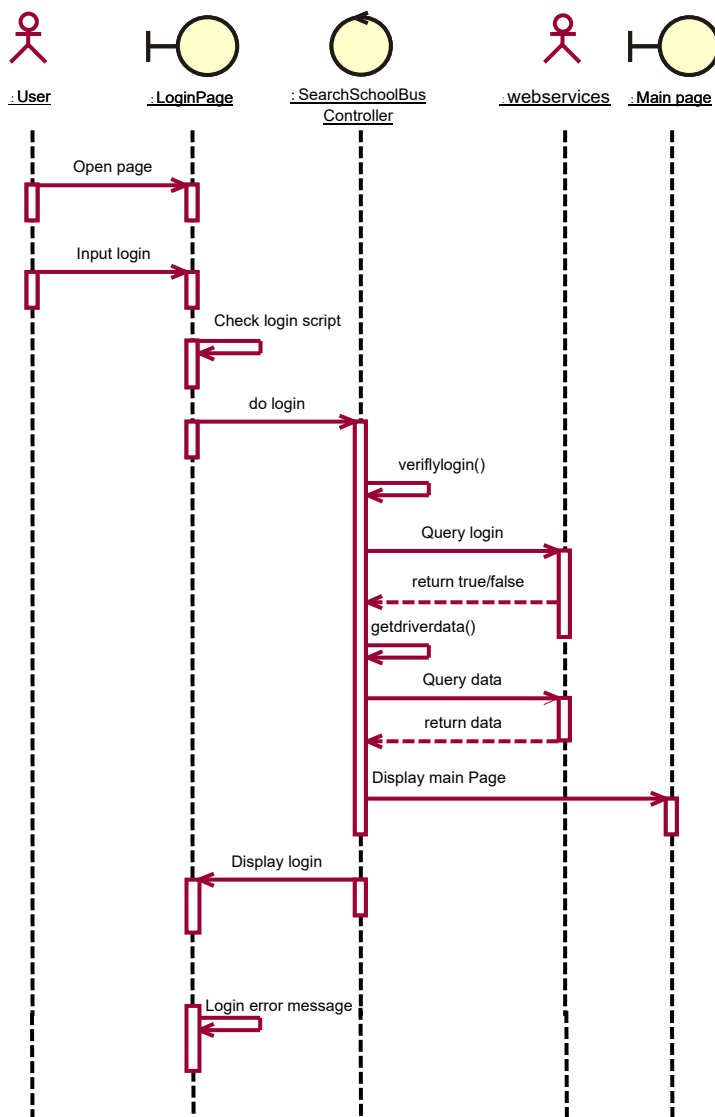 : User
: LoginPage
: SearchSchoolBus
Controller
: webservices
: Main page
Open page
Input login
Check login script
do login
veriflylogin()
Query login
return true/false
getdriverdata()
Query data
return data
Display main Page
Display login
Login error message